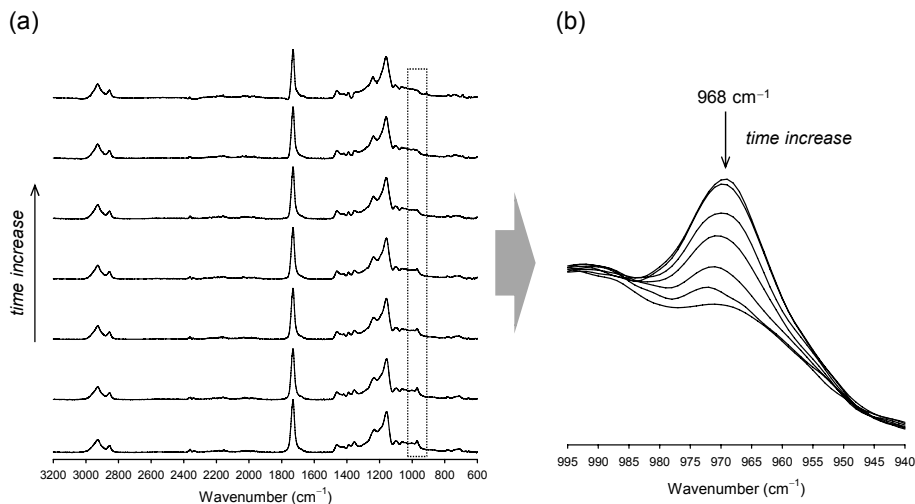 (a)
time increase
3200 3000 2800 2600 2400 2200 2000 1800 1600 1400 1200 1000 800 600
Wavenumber (cm⁻¹)
(b)
968 cm⁻¹
time increase
995 990 985 980 975 970 965 960 955 950 945 940
Wavenumber (cm⁻¹)